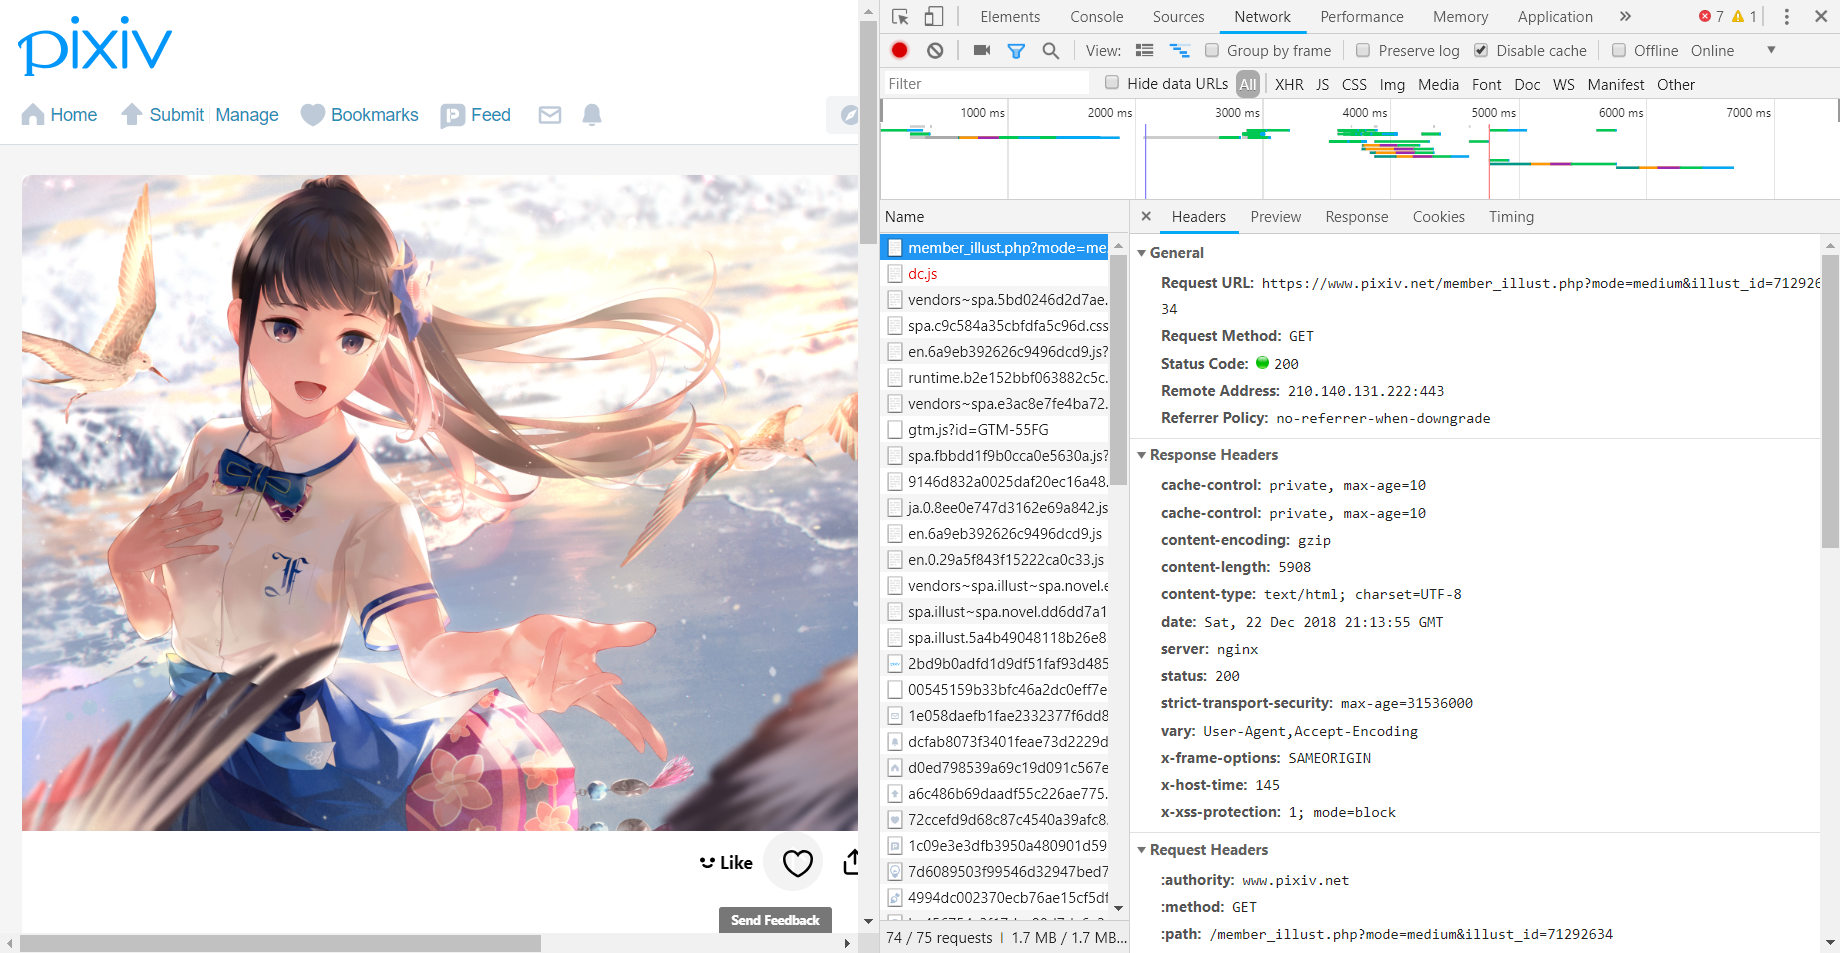 pixiv
Home Submit Manage Bookmarks Feed
F
Like
Send Feedback
Elements Console Sources Network Performance Memory Application » 7 1
View: Group by frame Preserve log Disable cache Offline Online
Filter Hide data URLs All XHR JS CSS Img Media Font Doc WS Manifest Other
1000 ms 2000 ms 3000 ms 4000 ms 5000 ms 6000 ms 7000 ms
Name
member_illust.php?mode=me
dc.js
vendors~spa.5bd0246d2d7ae.
spa.c9c584a35cbfdfa5c96d.css
en.6a9eb392626c9496dcd9.js?
runtime.b2e152bbf063882c5c.
vendors~spa.e3ac8e7fe4ba72.
gtm.js?id=GTM-55FG
spa.fbbdd1f9b0cca0e5630a.js?
9146d832a0025daf20ec16a48.
ja.0.8ee0e747d3162e69a842.js
en.6a9eb392626c9496dcd9.js
en.0.29a5f843f15222ca0c33.js
vendors~spa.illust~spa.novel.e
spa.illust~spa.novel.dd6dd7a1
spa.illust.5a4b49048118b26e8
2bd9b0adfd1d9df51faf93d485
00545159b33bfc46a2dc0eff7e
1e058daefb1fae2332377f6dd8
dcfab8073f3401feae73d2229d
d0ed798539a69c19d091c567e
a6c486b69daadf55c226ae775.
72ccefd9d68c87c4540a39afc8.
1c09e3e3dfb3950a480901d59
7d6089503f99546d32947bed7
4994dc002370ecb76ae15cf5df
74 / 75 requests | 1.7 MB / 1.7 MB...
× Headers Preview Response Cookies Timing
General
Request URL: https://www.pixiv.net/member_illust.php?mode=medium&illust_id=712926
34
Request Method: GET
Status Code: 200
Remote Address: 210.140.131.222:443
Referrer Policy: no-referrer-when-downgrade
Response Headers
cache-control: private, max-age=10
cache-control: private, max-age=10
content-encoding: gzip
content-length: 5908
content-type: text/html; charset=UTF-8
date: Sat, 22 Dec 2018 21:13:55 GMT
server: nginx
status: 200
strict-transport-security: max-age=31536000
vary: User-Agent,Accept-Encoding
x-frame-options: SAMEORIGIN
x-host-time: 145
x-xss-protection: 1; mode=block
Request Headers
:authority: www.pixiv.net
:method: GET
:path: /member_illust.php?mode=medium&illust_id=71292634